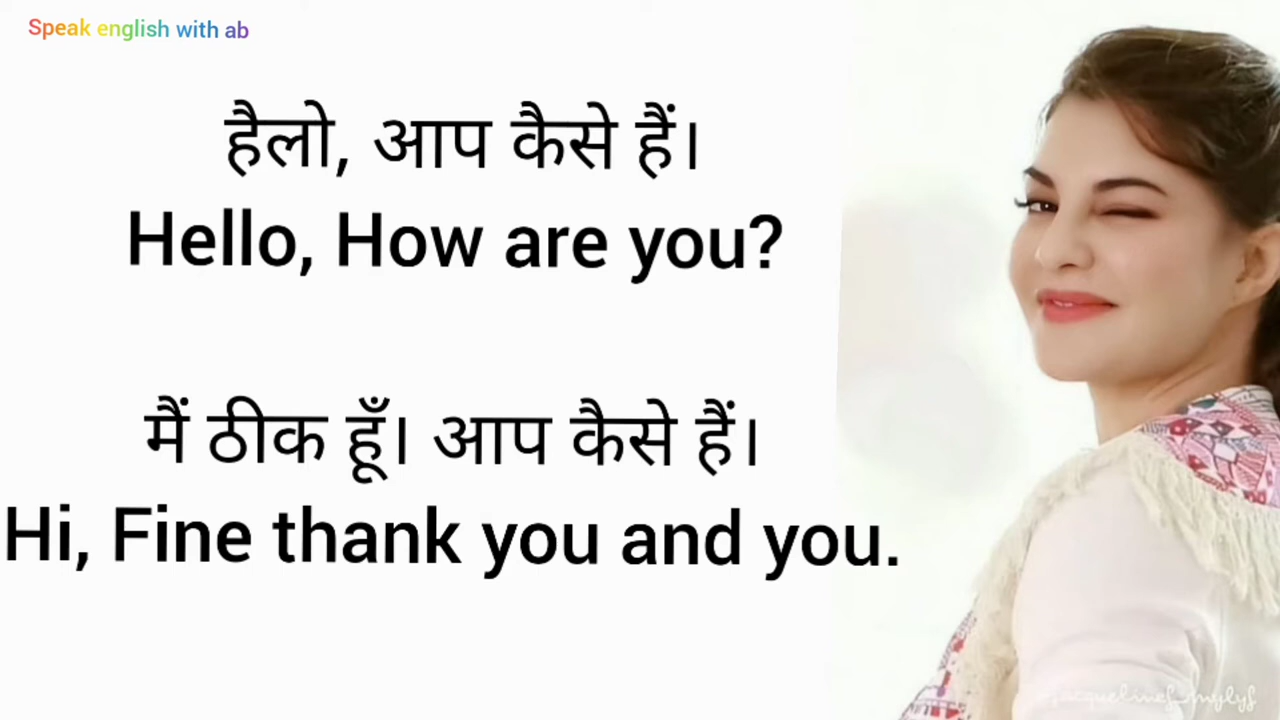 Speak english with ab
हैलो, आप कैसे हैं।
Hello, How are you?
मैं ठीक हूँ। आप कैसे हैं।
Hi, Fine thank you and you.